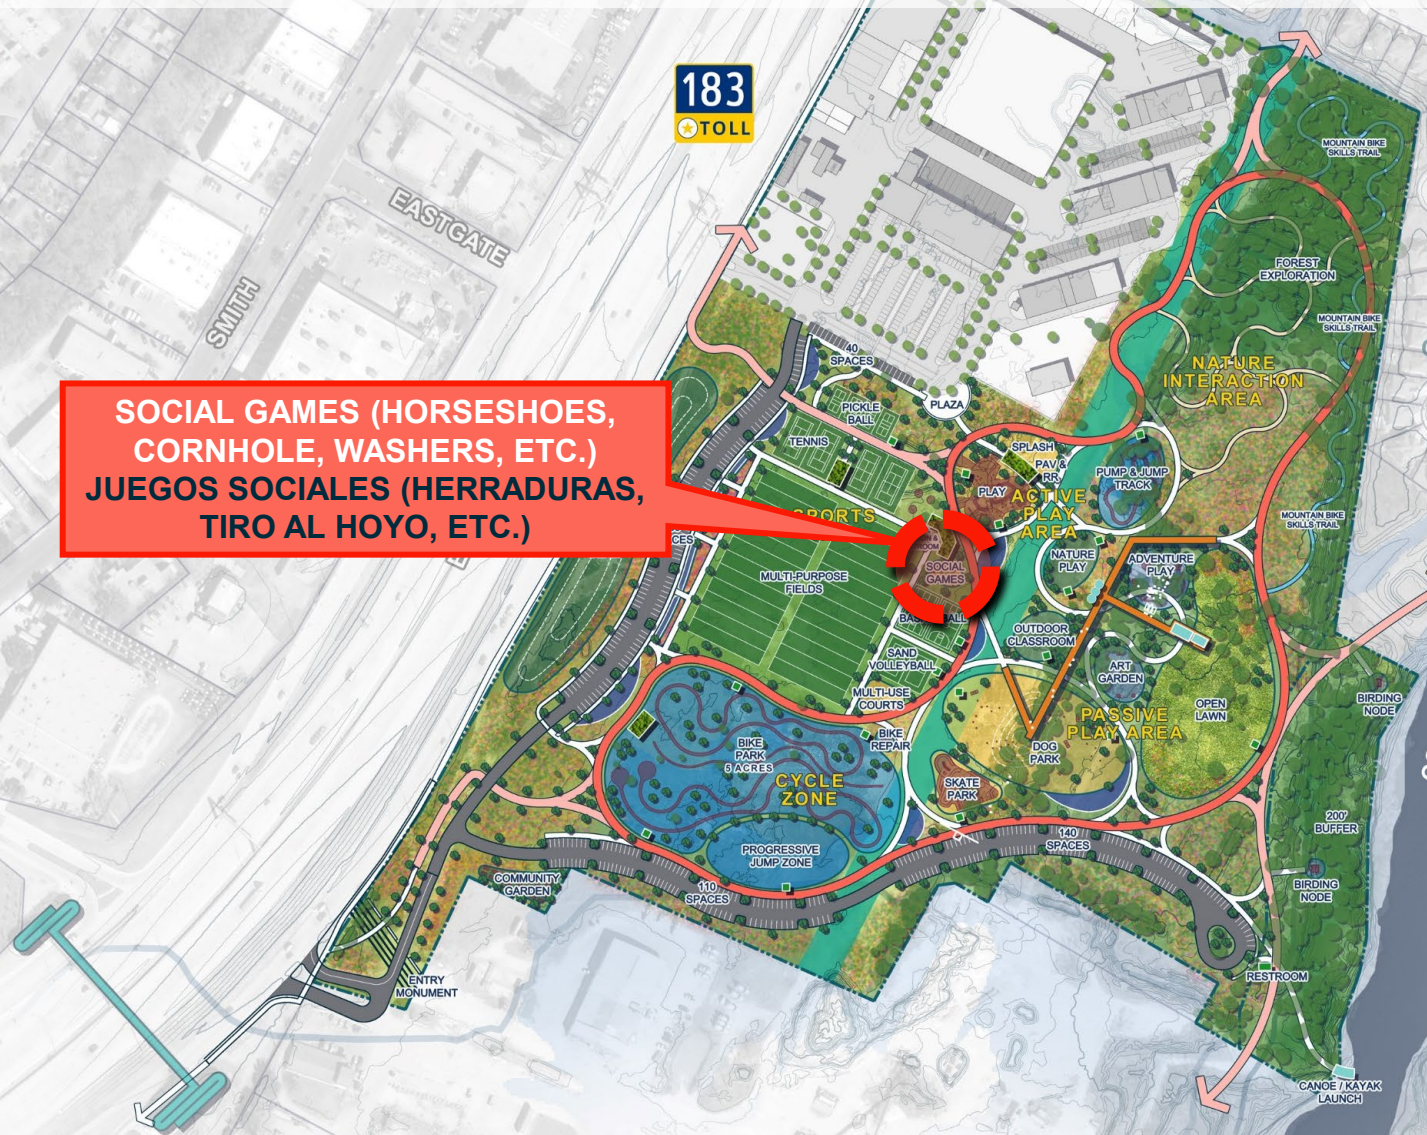 183
TOLL
EASTGATE
SMITH
MOUNTAIN BIKE
SKILLS TRAIL
FOREST
EXPLORATION
MOUNTAIN BIKE
SKILLS TRAIL
NATURE
INTERACTION
AREA
40
SPACES
PICKLE
BALL
PLAZA
TENNIS
SPLASH
PAV &
RR
PLAY
ACTIVE
PLAY
AREA
PUMP & JUMP
TRACK
MOUNTAIN BIKE
SKILLS TRAIL
SOCIAL GAMES (HORSESHOES,
CORNHOLE, WASHERS, ETC.)
JUEGOS SOCIALES (HERRADURAS,
TIRO AL HOYO, ETC.)
SPORTS
MULTI-PURPOSE
FIELDS
SOCIAL
GAMES
NATURE
PLAY
ADVENTURE
PLAY
OUTDOOR
CLASSROOM
SAND
VOLLEYBALL
ART
GARDEN
MULTI-USE
COURTS
BIKE
REPAIR
PASSIVE
PLAY AREA
OPEN
LAWN
BIRDING
NODE
DOG
PARK
BIKE
PARK
5 ACRES
CYCLE
ZONE
SKATE
PARK
PROGRESSIVE
JUMP ZONE
140
SPACES
200'
BUFFER
COMMUNITY
GARDEN
110
SPACES
BIRDING
NODE
ENTRY
MONUMENT
RESTROOM
CANOE / KAYAK
LAUNCH